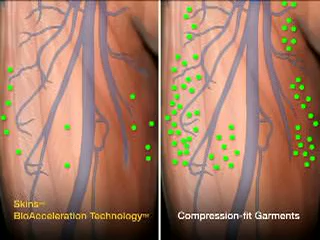 Skins™
BioAcceleration Technology™
Compression-fit Garments